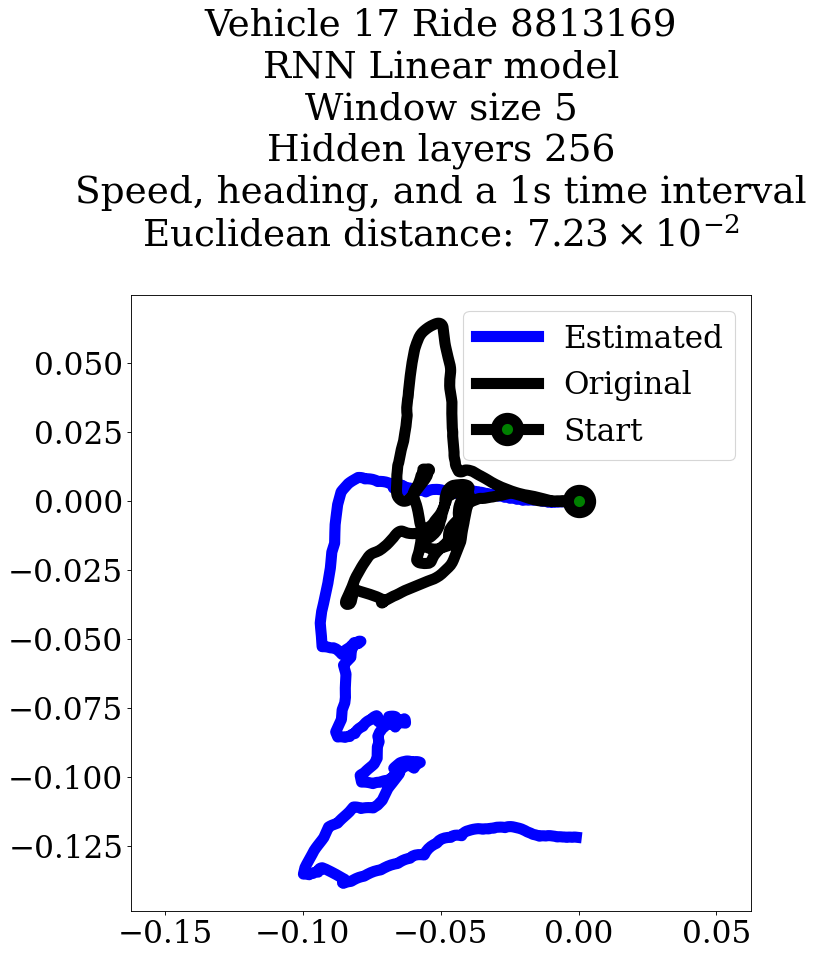 Vehicle 17 Ride 8813169
RNN Linear model
Window size 5
Hidden layers 256
Speed, heading, and a 1s time interval
Euclidean distance: 7.23 × 10⁻²
Estimated
Original
Start
0.050
0.025
0.000
−0.025
−0.050
−0.075
−0.100
−0.125
−0.15 −0.10 −0.05 0.00 0.05